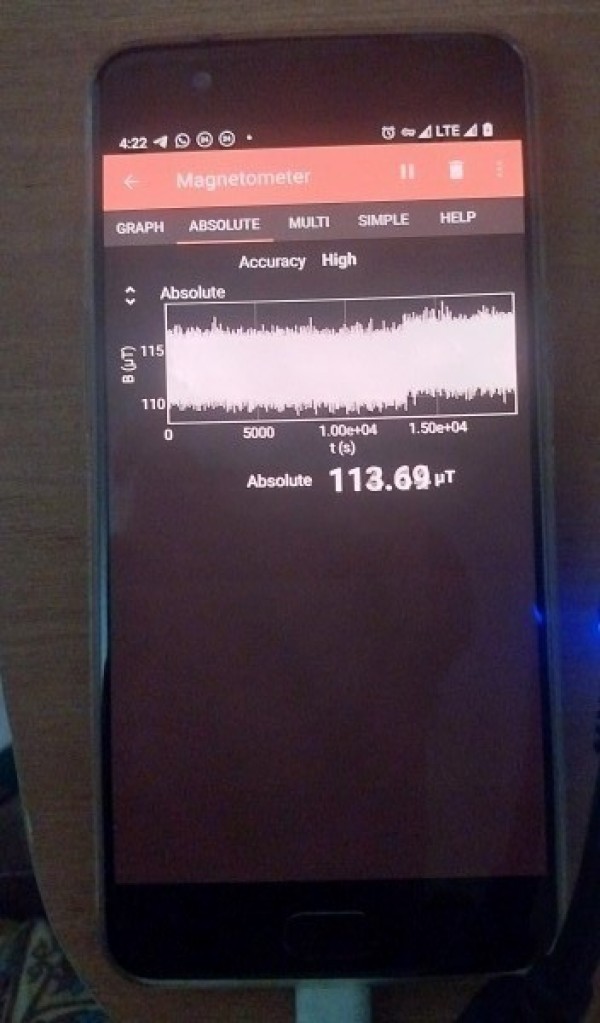 4:22 LTE
Magnetometer
GRAPH ABSOLUTE MULTI SIMPLE HELP
Accuracy High
Absolute
B (µT)
115
110
0 5000 1.00e+04 1.50e+04
t (s)
Absolute 113.69 µT